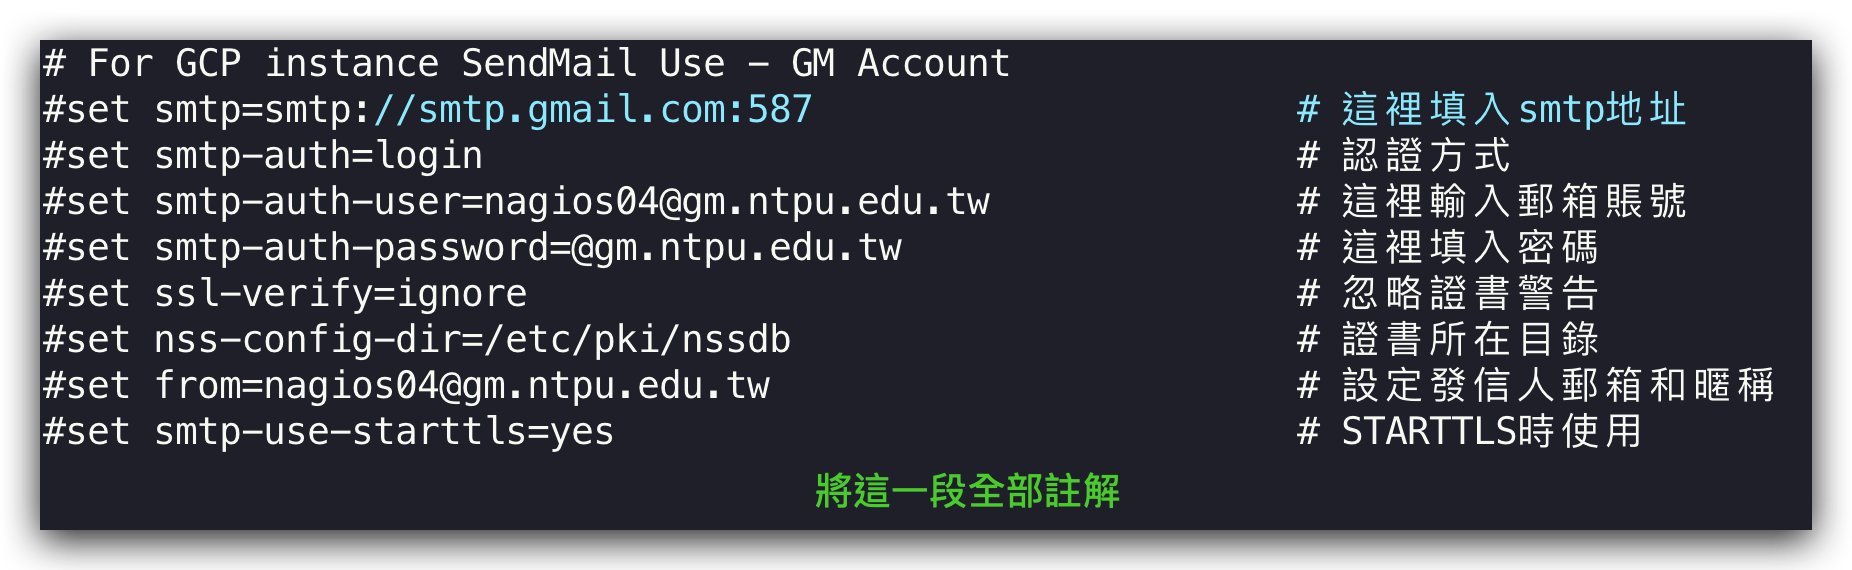 # For GCP instance SendMail Use - GM Account
#set smtp=smtp://smtp.gmail.com:587 # 這裡填入smtp地址
#set smtp-auth=login # 認證方式
#set smtp-auth-user=nagios04@gm.ntpu.edu.tw # 這裡輸入郵箱賬號
#set smtp-auth-password=@gm.ntpu.edu.tw # 這裡填入密碼
#set ssl-verify=ignore # 忽略證書警告
#set nss-config-dir=/etc/pki/nssdb # 證書所在目錄
#set from=nagios04@gm.ntpu.edu.tw # 設定發信人郵箱和暱稱
#set smtp-use-starttls=yes # STARTTLS時使用
將這一段全部註解